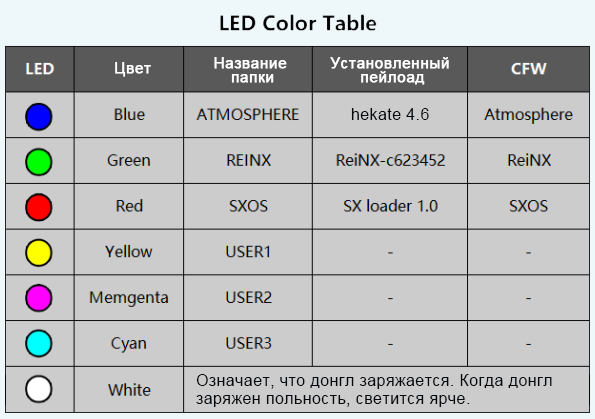 LED Color Table
LED Цвет Название папки Установленный пейлоад CFW
Blue ATMOSPHERE hekate 4.6 Atmosphere
Green REINX ReiNX-c623452 ReiNX
Red SXOS SX loader 1.0 SXOS
Yellow USER1 - -
Memgenta USER2 - -
Cyan USER3 - -
White Означает, что донгл заряжается. Когда донгл
заряжен польность, светится ярче.